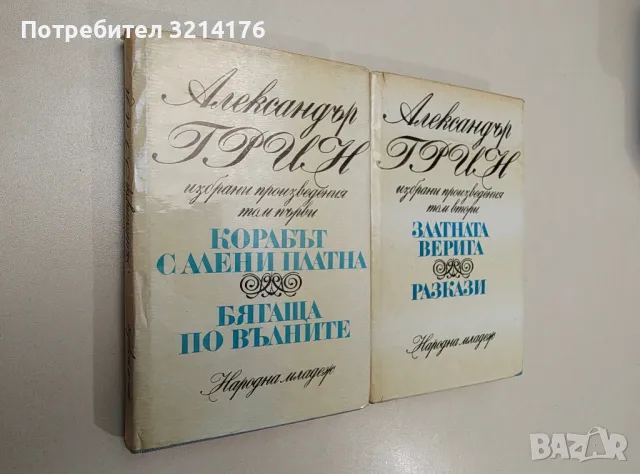 Потребител 3214176
Александър
ГРИН
избрани произведения
том първи
КОРАБЪТ
С АЛЕНИ ПЛАТНА
БЯГАЩА
ПО ВЪЛНИТЕ
Народна младеж
Александър
ГРИН
избрани произведения
том втори
ЗЛАТНАТА
ВЕРИГА
РАЗКАЗИ
Народна младеж
BAZAR